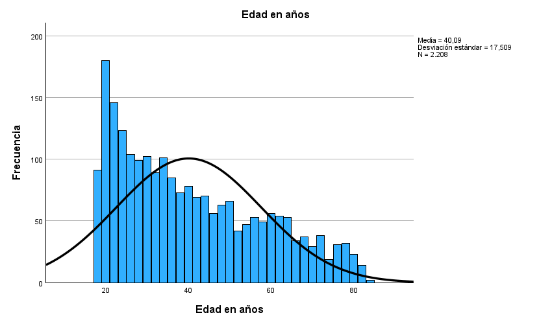 Edad en años
Media = 40,09
Desviación estándar = 17,509
N = 2.208
Frecuencia
200
150
100
50
0
20
40
60
80
Edad en años